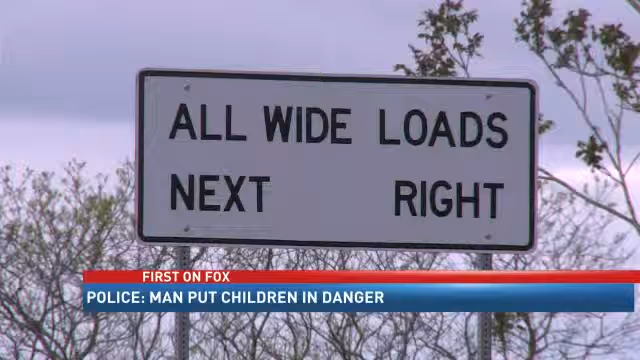 ALL WIDE LOADS
NEXT RIGHT
FIRST ON FOX
POLICE: MAN PUT CHILDREN IN DANGER